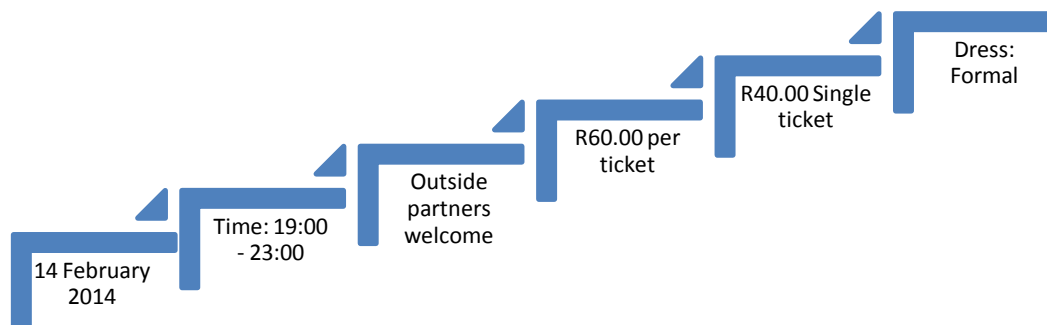 14 February
2014
Time: 19:00
- 23:00
Outside
partners
welcome
R60.00 per
ticket
R40.00 Single
ticket
Dress:
Formal